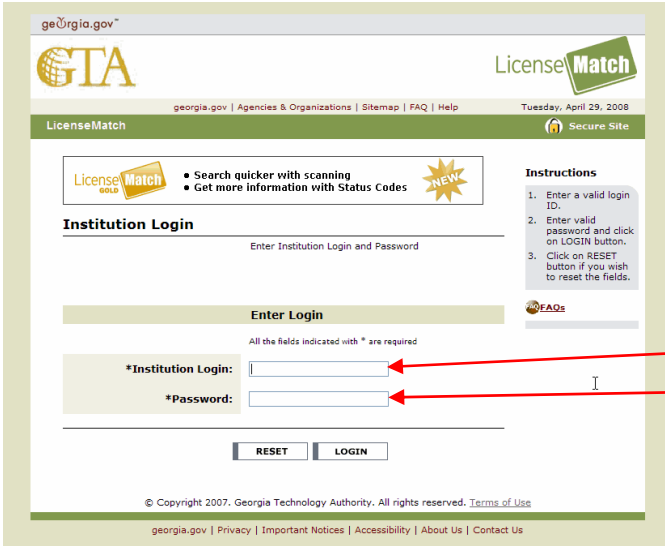 georgia.gov™
GTA
License Match
georgia.gov | Agencies & Organizations | Sitemap | FAQ | Help
Tuesday, April 29, 2008
LicenseMatch
Secure Site
License Match
GOLD
• Search quicker with scanning
• Get more information with Status Codes
NEW
Institution Login
Enter Institution Login and Password
Instructions
1. Enter a valid login
ID.
2. Enter valid
password and click
on LOGIN button.
3. Click on RESET
button if you wish
to reset the fields.
FAQ FAQs
Enter Login
All the fields indicated with * are required
*Institution Login:
*Password:
RESET
LOGIN
© Copyright 2007. Georgia Technology Authority. All rights reserved. Terms of Use
georgia.gov | Privacy | Important Notices | Accessibility | About Us | Contact Us